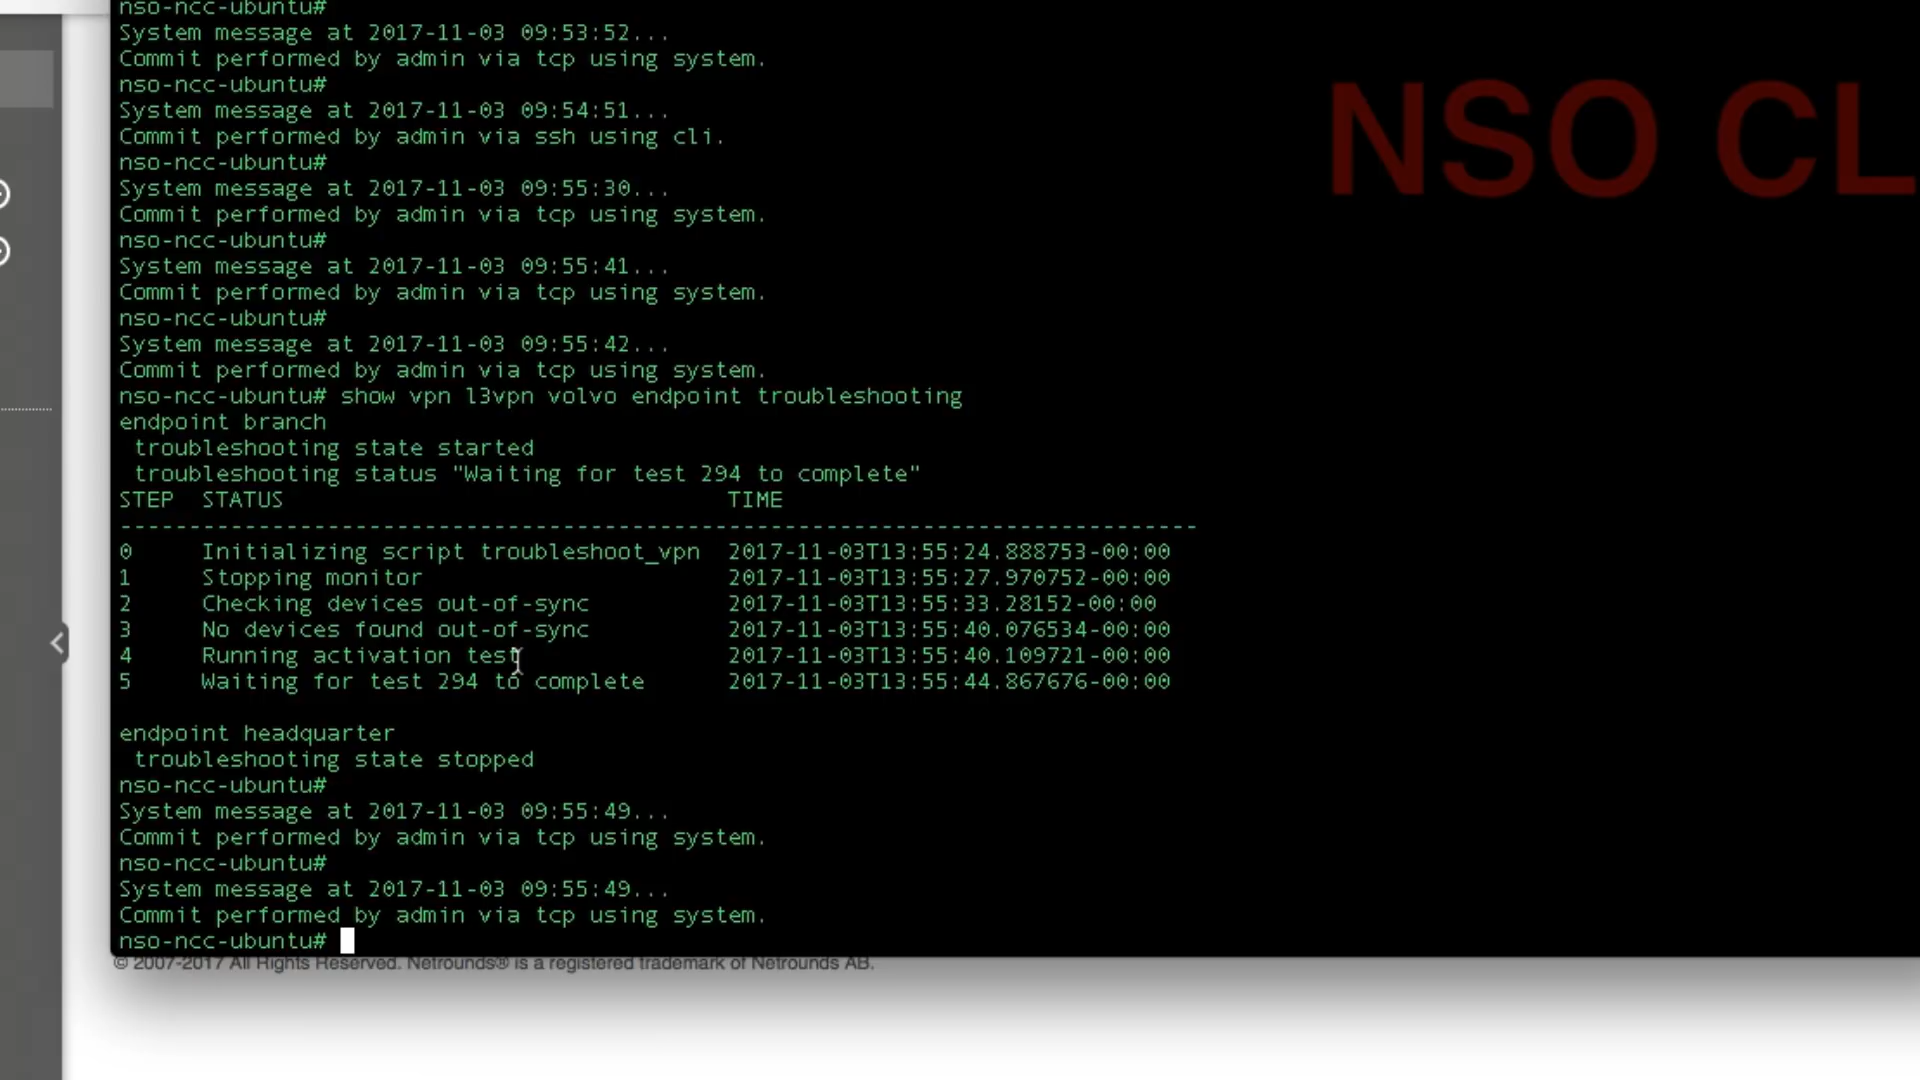 nso-ncc-ubuntu#
System message at 2017-11-03 09:53:52...
Commit performed by admin via tcp using system.
nso-ncc-ubuntu#
System message at 2017-11-03 09:54:51...
Commit performed by admin via ssh using cli.
nso-ncc-ubuntu#
System message at 2017-11-03 09:55:30...
Commit performed by admin via tcp using system.
nso-ncc-ubuntu#
System message at 2017-11-03 09:55:41...
Commit performed by admin via tcp using system.
nso-ncc-ubuntu#
System message at 2017-11-03 09:55:42...
Commit performed by admin via tcp using system.
nso-ncc-ubuntu# show vpn l3vpn volvo endpoint troubleshooting
endpoint branch
troubleshooting state started
troubleshooting status "Waiting for test 294 to complete"
STEP STATUS TIME
--------------------------------------------------------------------------------
0 Initializing script troubleshoot_vpn 2017-11-03T13:55:24.888753-00:00
1 Stopping monitor 2017-11-03T13:55:27.970752-00:00
2 Checking devices out-of-sync 2017-11-03T13:55:33.28152-00:00
3 No devices found out-of-sync 2017-11-03T13:55:40.076534-00:00
4 Running activation test 2017-11-03T13:55:40.109721-00:00
5 Waiting for test 294 to complete 2017-11-03T13:55:44.867676-00:00
endpoint headquarter
troubleshooting state stopped
nso-ncc-ubuntu#
System message at 2017-11-03 09:55:49...
Commit performed by admin via tcp using system.
nso-ncc-ubuntu#
System message at 2017-11-03 09:55:49...
Commit performed by admin via tcp using system.
nso-ncc-ubuntu#
NSO CL
© 2007-2017 All Rights Reserved. Netrounds® is a registered trademark of Netrounds AB.